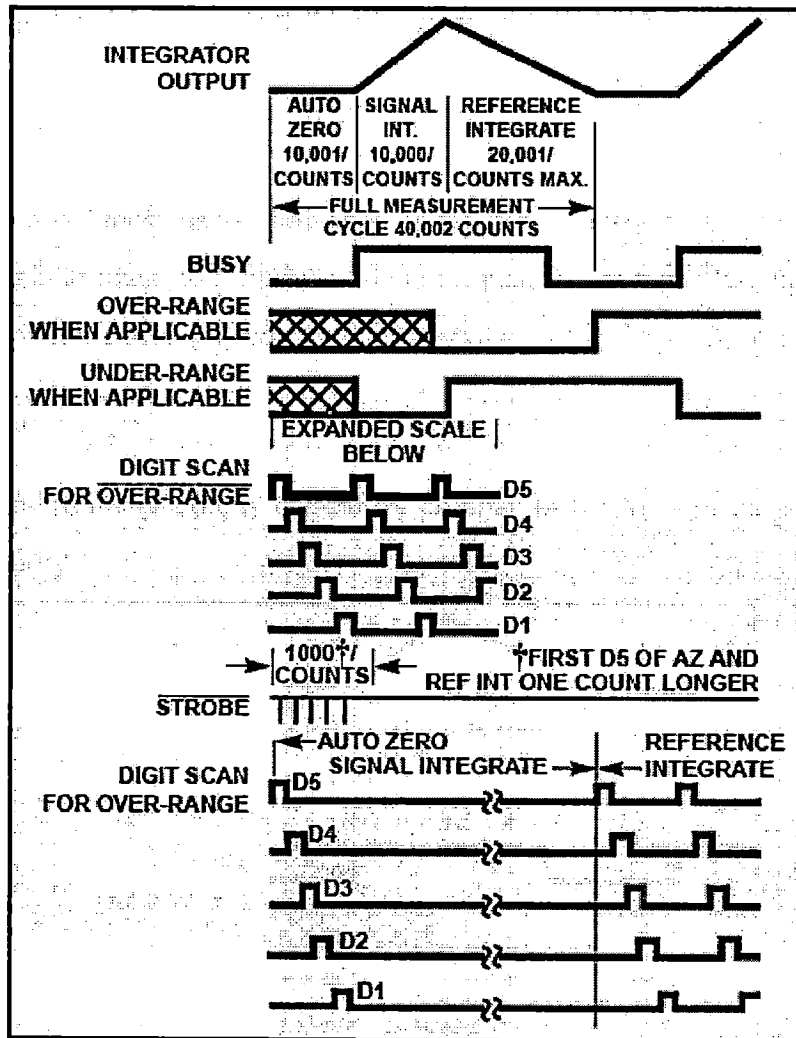 INTEGRATOR
OUTPUT
AUTO
ZERO
10,001/
COUNTS
SIGNAL
INT.
10,000/
COUNTS
REFERENCE
INTEGRATE
20,001/
COUNTS MAX.
FULL MEASUREMENT
CYCLE 40,002 COUNTS
BUSY
OVER-RANGE
WHEN APPLICABLE
UNDER-RANGE
WHEN APPLICABLE
EXPANDED SCALE
BELOW
DIGIT SCAN
FOR OVER-RANGE
D5
D4
D3
D2
D1
1000†/
COUNTS
†FIRST D5 OF AZ AND
REF INT ONE COUNT LONGER
STROBE
AUTO ZERO
SIGNAL INTEGRATE
REFERENCE
INTEGRATE
DIGIT SCAN
FOR OVER-RANGE
D5
D4
D3
D2
D1